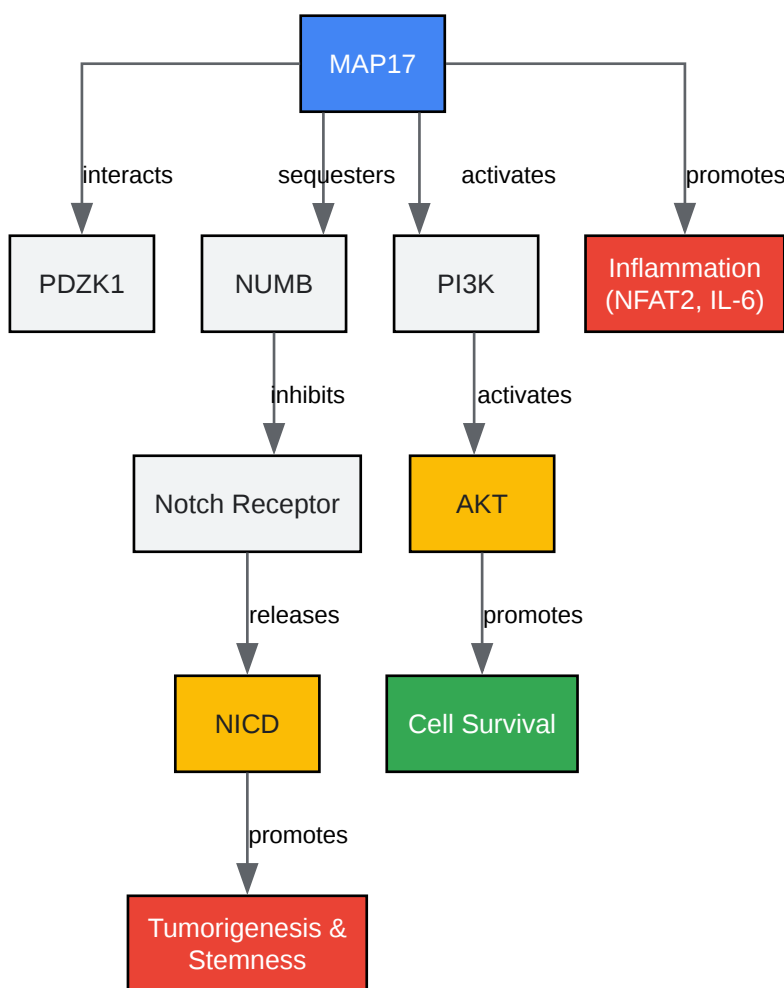 MAP17
interacts
sequesters
activates
promotes
PDZK1
NUMB
PI3K
Inflammation
(NFAT2, IL-6)
inhibits
activates
Notch Receptor
AKT
releases
promotes
NICD
Cell Survival
promotes
Tumorigenesis &
Stemness